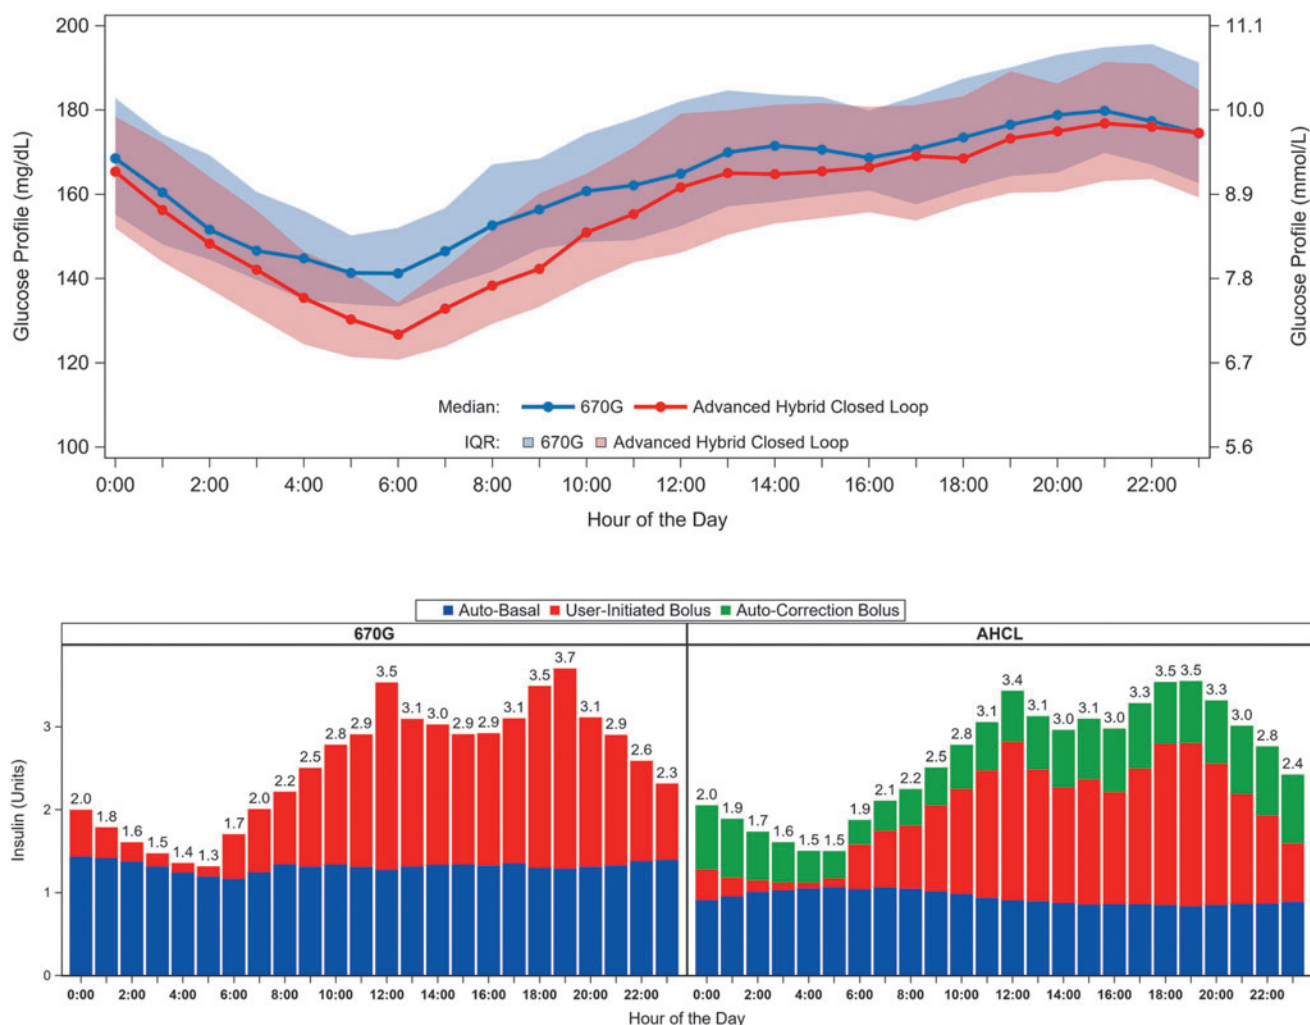 200
180
160
140
120
100
Glucose Profile (mg/dL)
11.1
10.0
8.9
7.8
6.7
5.6
Glucose Profile (mmol/L)
Median: 670G Advanced Hybrid Closed Loop
IQR: 670G Advanced Hybrid Closed Loop
0:00 2:00 4:00 6:00 8:00 10:00 12:00 14:00 16:00 18:00 20:00 22:00
Hour of the Day
Auto-Basal User-Initiated Bolus Auto-Correction Bolus
670G AHCL
Insulin (Units)
3
2
1
0
2.0 1.8 1.6 1.5 1.4 1.3 1.7 2.0 2.2 2.5 2.8 2.9 3.5 3.1 3.0 2.9 2.9 3.1 3.5 3.7 3.1 2.9 2.6 2.3
2.0 1.9 1.7 1.6 1.5 1.5 1.9 2.1 2.2 2.5 2.8 3.1 3.4 3.1 3.0 3.1 3.0 3.3 3.5 3.5 3.3 3.0 2.8 2.4
0:00 2:00 4:00 6:00 8:00 10:00 12:00 14:00 16:00 18:00 20:00 22:00
0:00 2:00 4:00 6:00 8:00 10:00 12:00 14:00 16:00 18:00 20:00 22:00
Hour of the Day